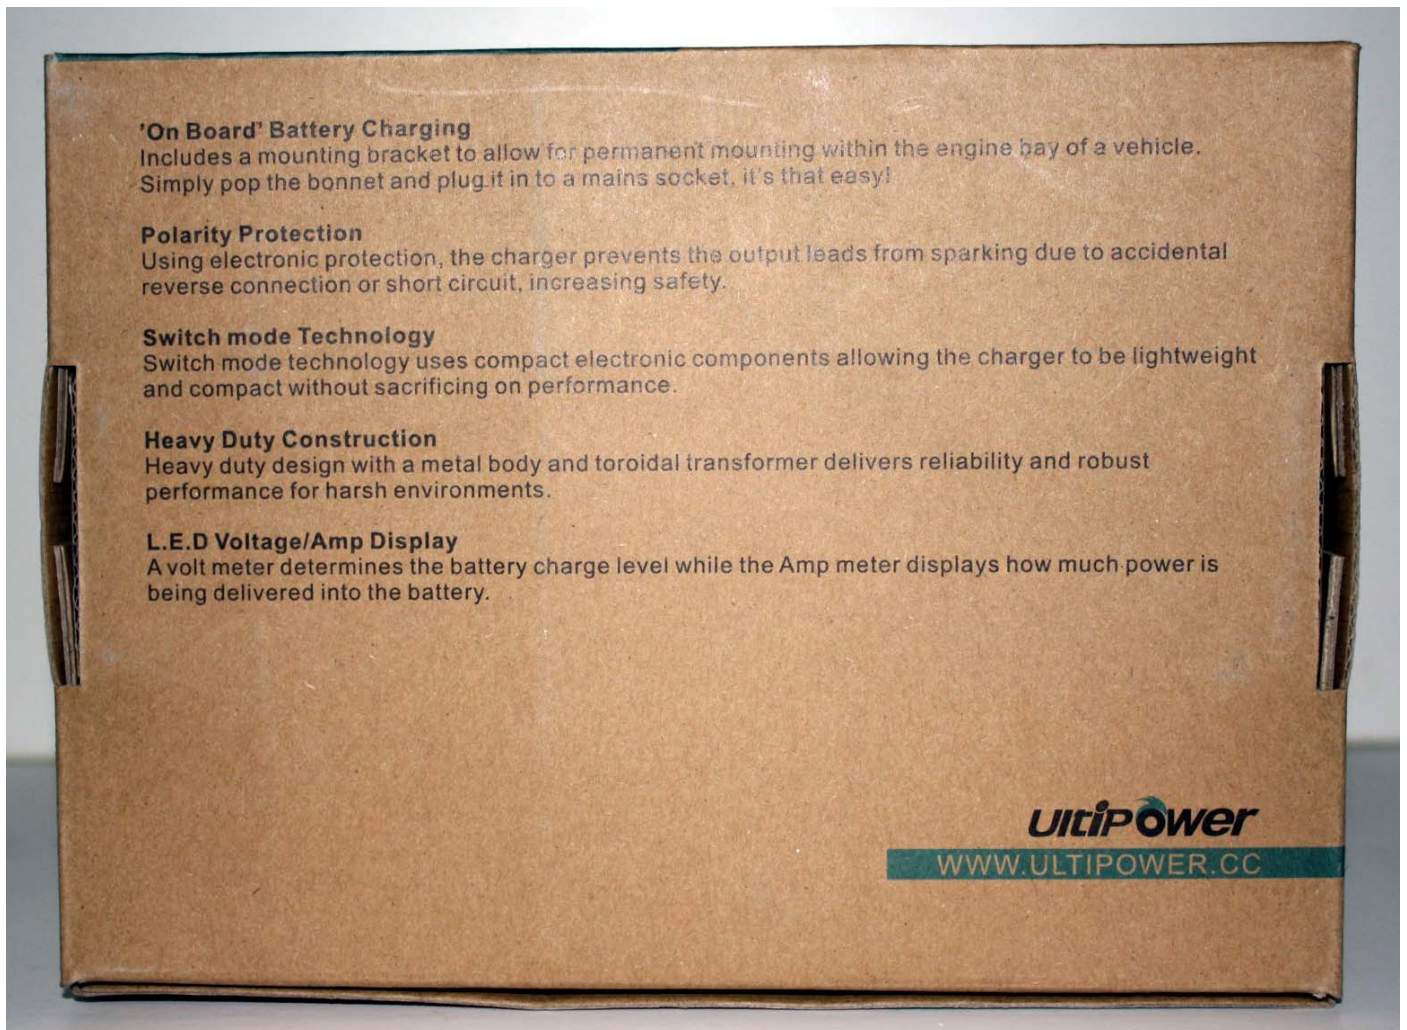 'On Board' Battery Charging
Includes a mounting bracket to allow for permanent mounting within the engine bay of a vehicle.
Simply pop the bonnet and plug it in to a mains socket, it's that easy!
Polarity Protection
Using electronic protection, the charger prevents the output leads from sparking due to accidental
reverse connection or short circuit, increasing safety.
Switch mode Technology
Switch mode technology uses compact electronic components allowing the charger to be lightweight
and compact without sacrificing on performance.
Heavy Duty Construction
Heavy duty design with a metal body and toroidal transformer delivers reliability and robust
performance for harsh environments.
L.E.D Voltage/Amp Display
A volt meter determines the battery charge level while the Amp meter displays how much power is
being delivered into the battery.
UltiPower
WWW.ULTIPOWER.CC